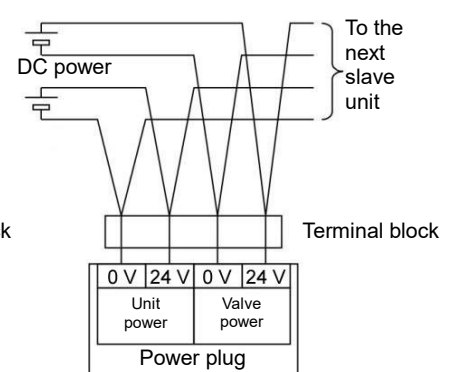 To the
next
slave
unit
DC power
k
Terminal block
0 V 24 V 0 V 24 V
Unit
power
Valve
power
Power plug